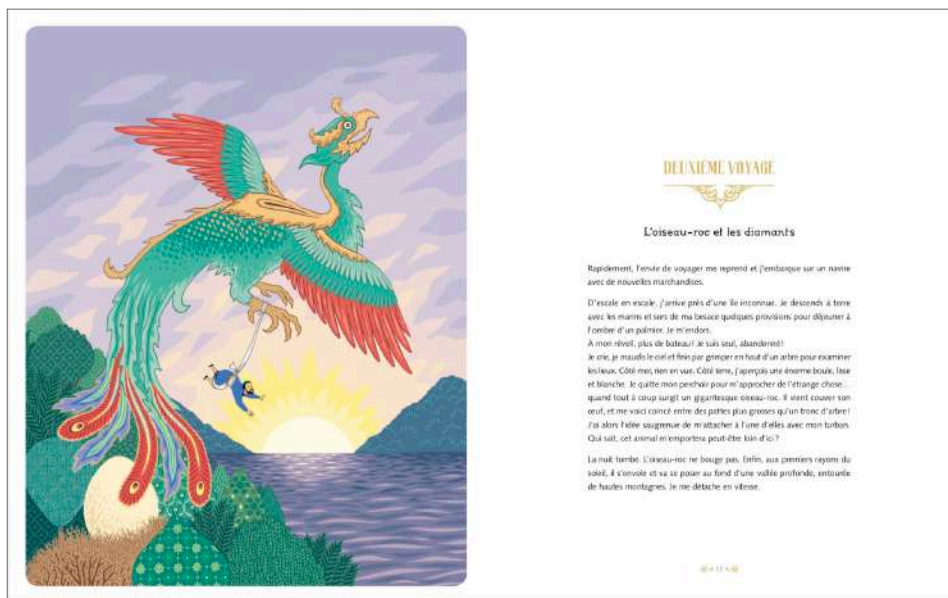 DEUXIÈME VOYAGE
L'oiseau-roc et les diamants
Rapidement, l'envie de voyager me reprend et j'embarque sur un navire
avec de nouvelles marchandises.
D'escale en escale, j'arrive près d'une île inconnue. Je descends à terre
avec les marins et sors de ma besace quelques provisions pour déjeuner à
l'ombre d'un palmier. Je m'endors.
À mon réveil, plus de bateau! Je suis seul, abandonné!
Je crie, je maudis le ciel et finis par grimper en haut d'un arbre pour examiner
les lieux. Côté mer, rien en vue. Côté terre, j'aperçois une énorme boule, lisse
et blanche. Je quitte mon perchoir pour m'approcher de l'étrange chose...
quand tout à coup surgit un gigantesque oiseau-roc. Il vient couver son
œuf, et me voici coincé entre des pattes plus grosses qu'un tronc d'arbre!
J'ai alors l'idée saugrenue de m'attacher à l'une d'elles avec mon turban.
Qui sait, cet animal m'emportera peut-être loin d'ici?
La nuit tombe. L'oiseau-roc ne bouge pas. Enfin, aux premiers rayons du
soleil, il s'envole et va se poser au fond d'une vallée profonde, entourée
de hautes montagnes. Je me détache en vitesse.